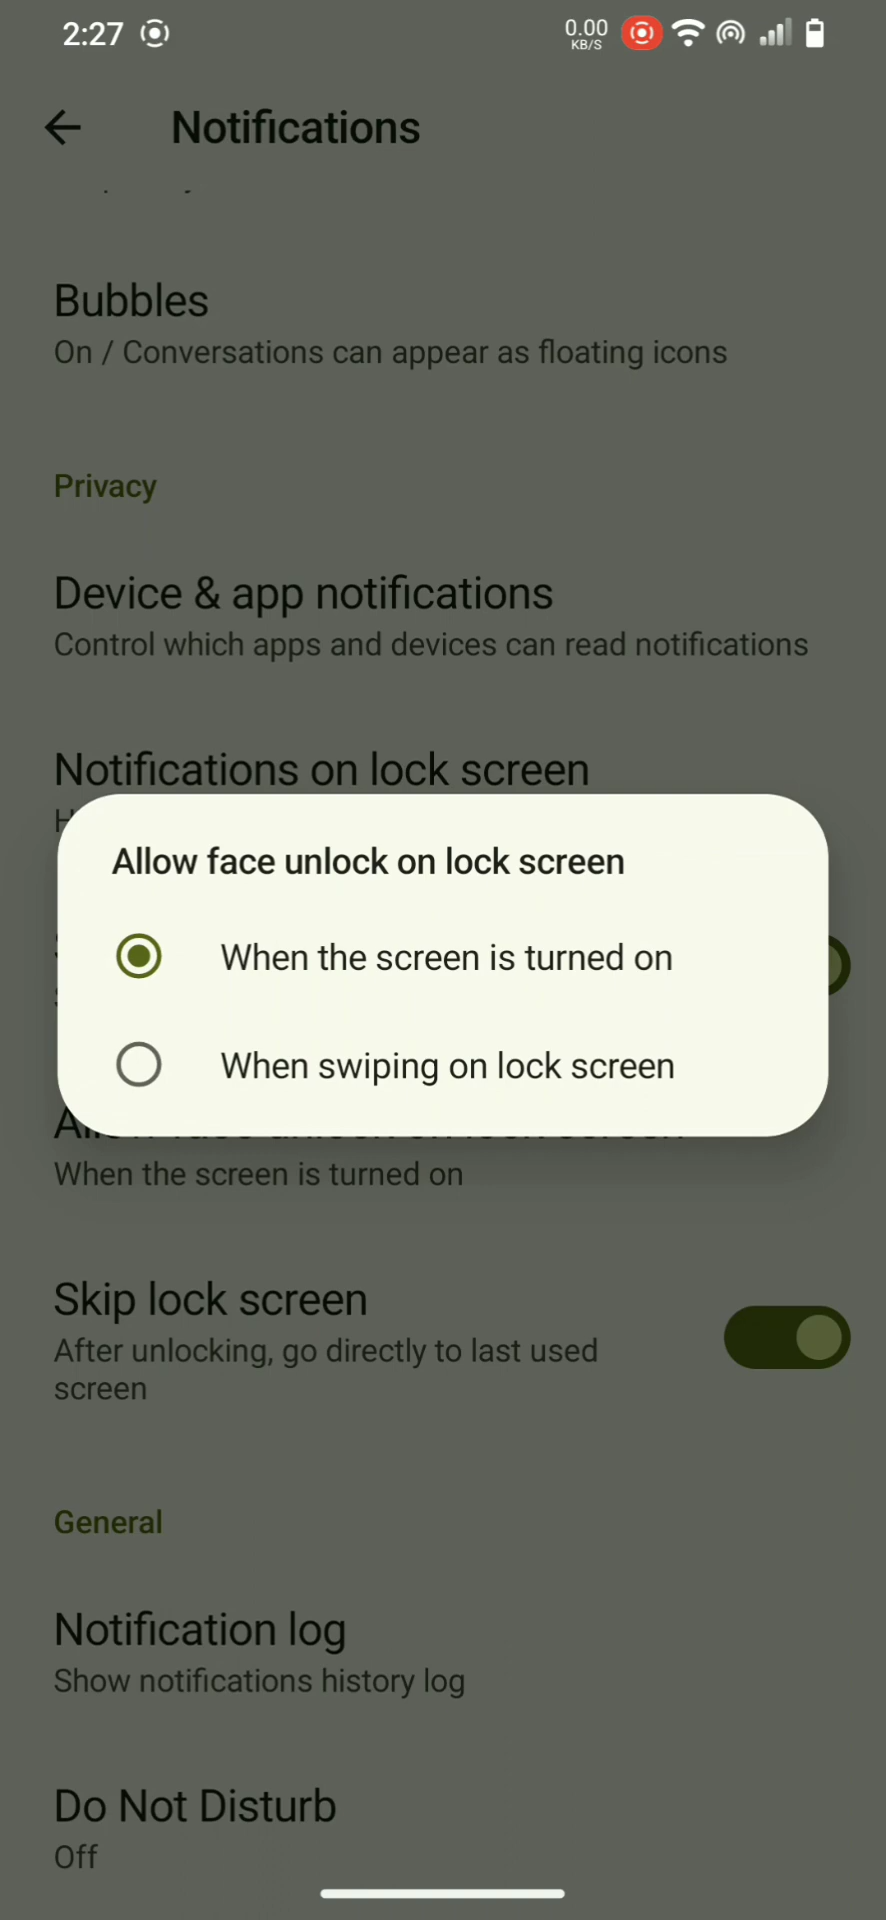 2:27
0.00
KB/S
Notifications
Bubbles
On / Conversations can appear as floating icons
Privacy
Device & app notifications
Control which apps and devices can read notifications
Notifications on lock screen
Allow face unlock on lock screen
When the screen is turned on
When swiping on lock screen
When the screen is turned on
Skip lock screen
After unlocking, go directly to last used
screen
General
Notification log
Show notifications history log
Do Not Disturb
Off